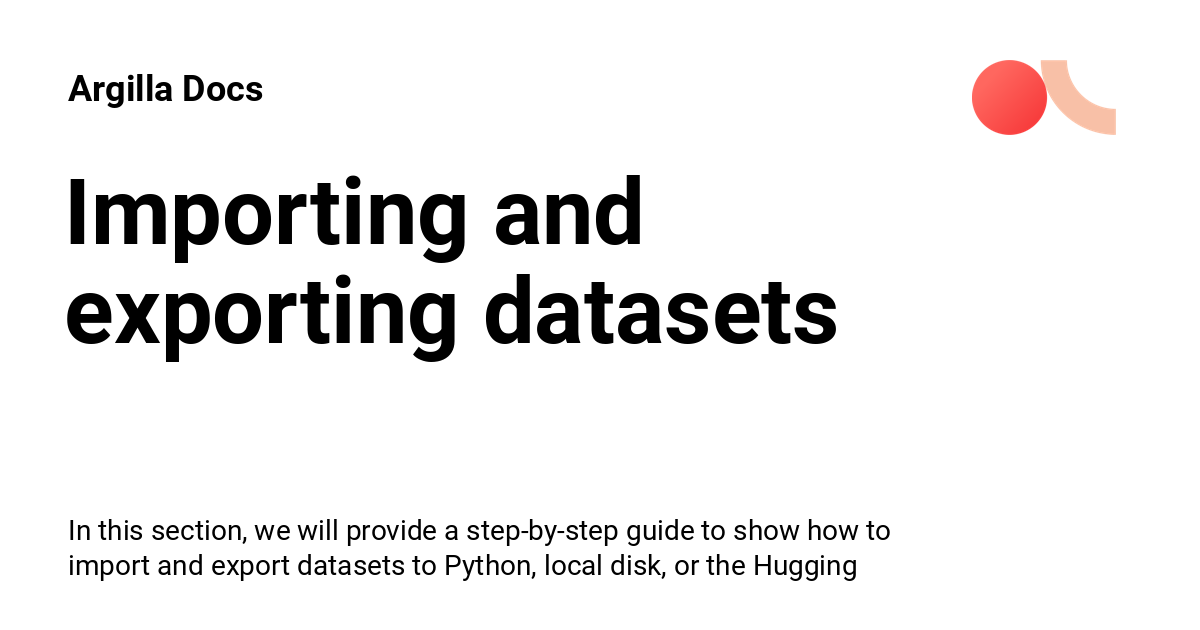 Argilla Docs
Importing and
exporting datasets
In this section, we will provide a step-by-step guide to show how to
import and export datasets to Python, local disk, or the Hugging